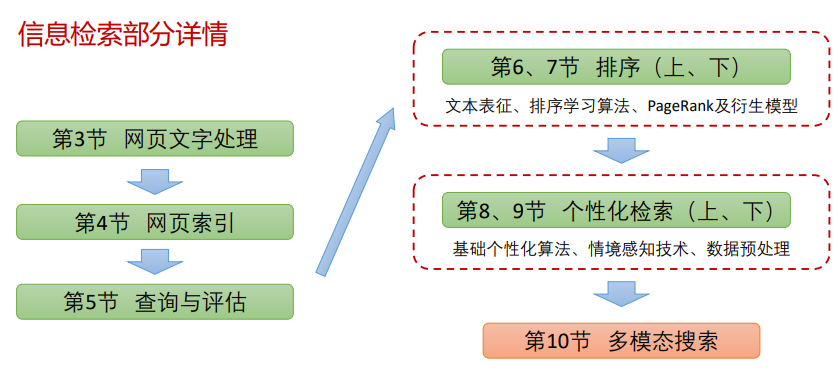 信息检索部分详情
第3节 网页文字处理
第4节 网页索引
第5节 查询与评估
第6、7节 排序（上、下）
文本表征、排序学习算法、PageRank及衍生模型
第8、9节 个性化检索（上、下）
基础个性化算法、情境感知技术、数据预处理
第10节 多模态搜索